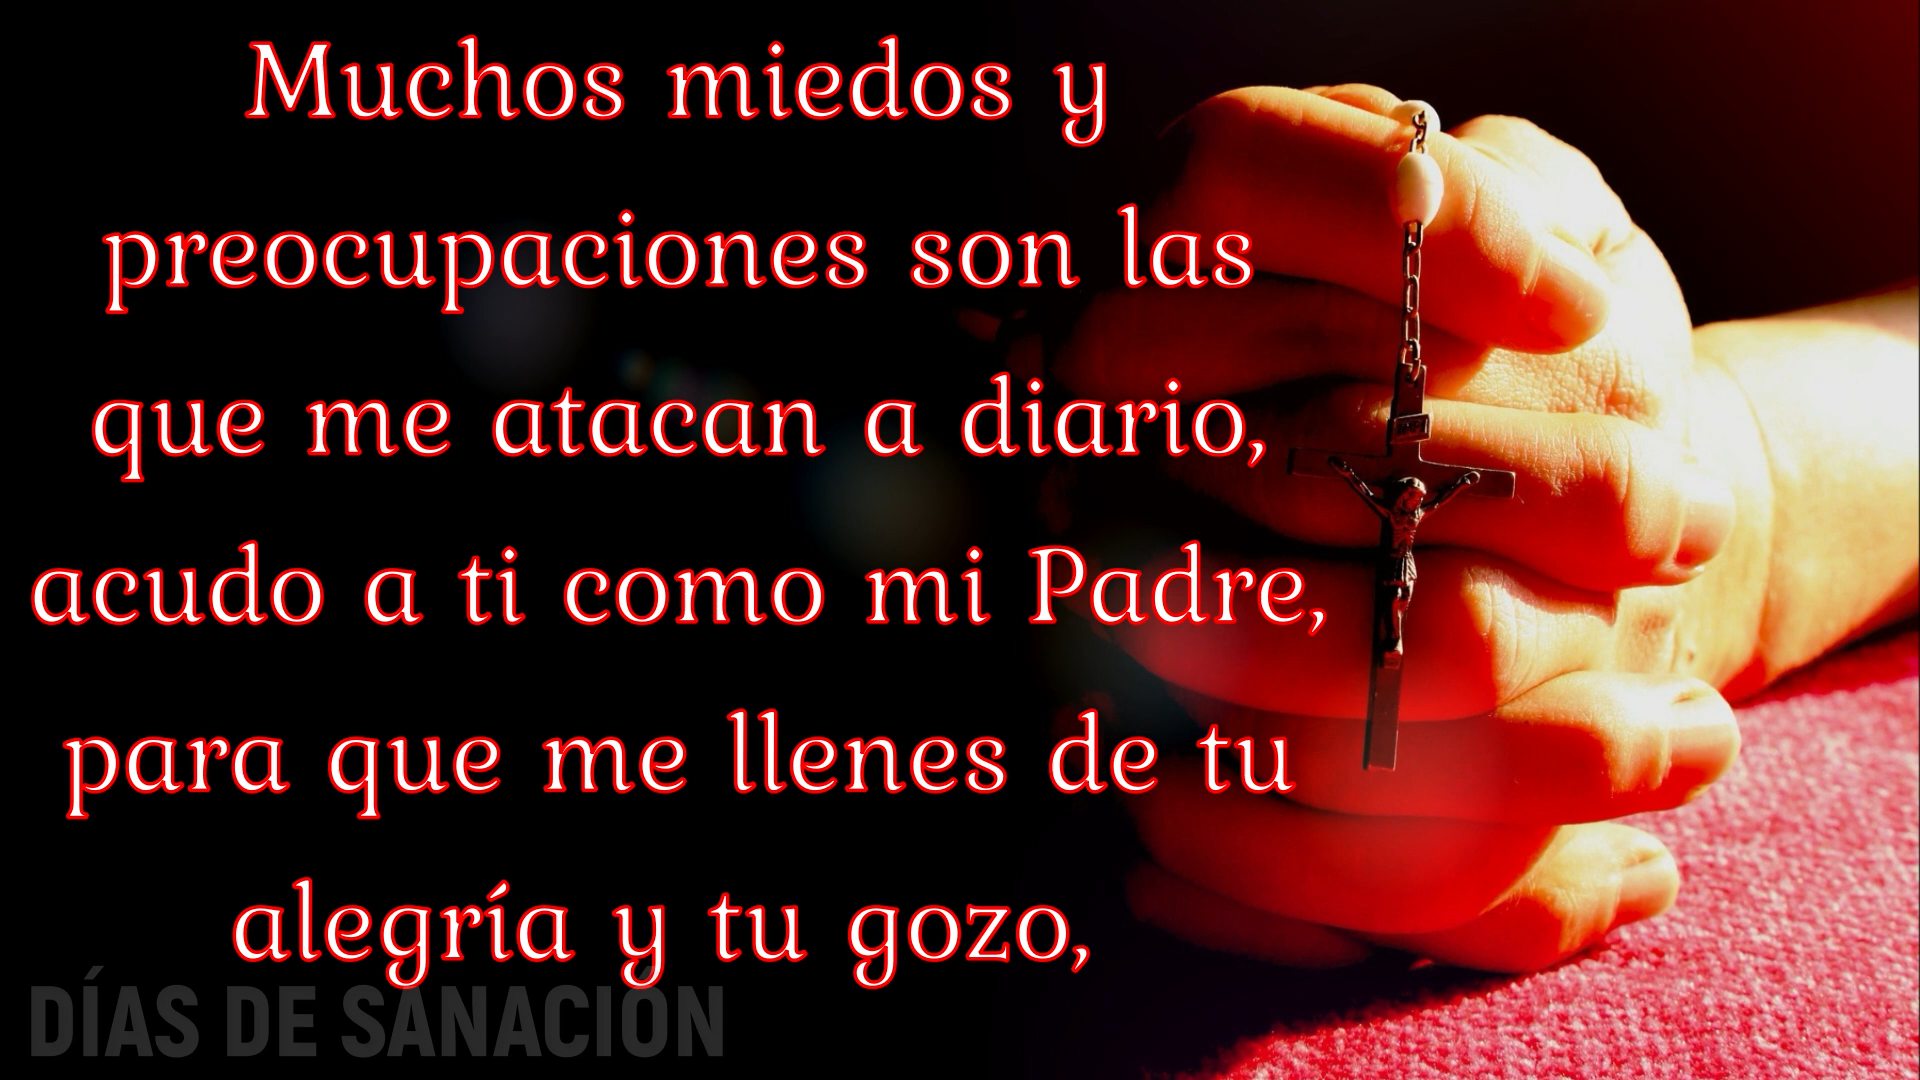 Muchos miedos y
preocupaciones son las
que me atacan a diario,
acudo a ti como mi Padre,
para que me llenes de tu
alegría y tu gozo,
DÍAS DE SANACIÓN